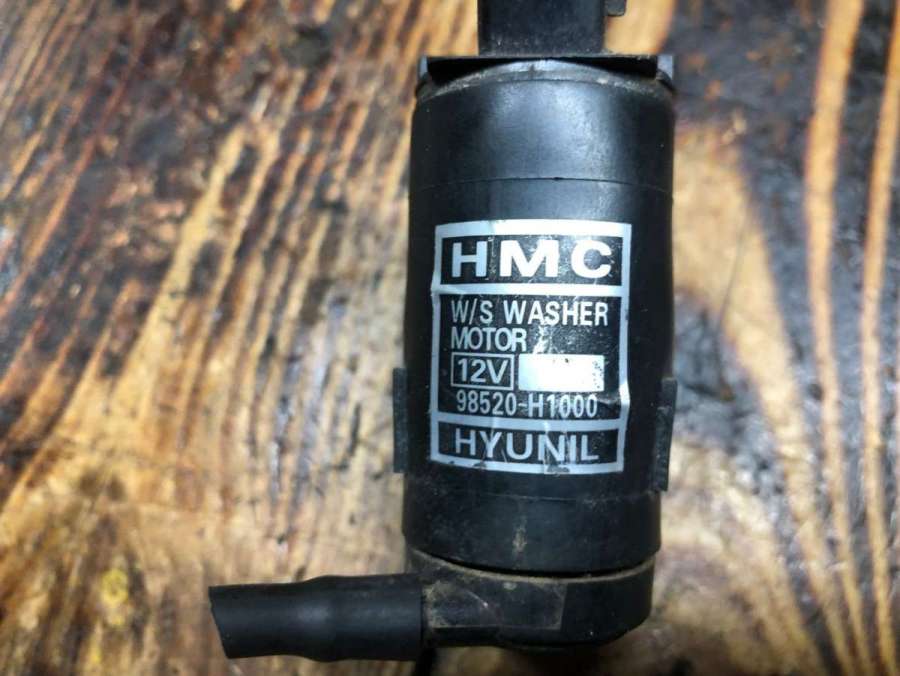 HMC
W/S WASHER
MOTOR
12V
98520-H1000
HYUNIL